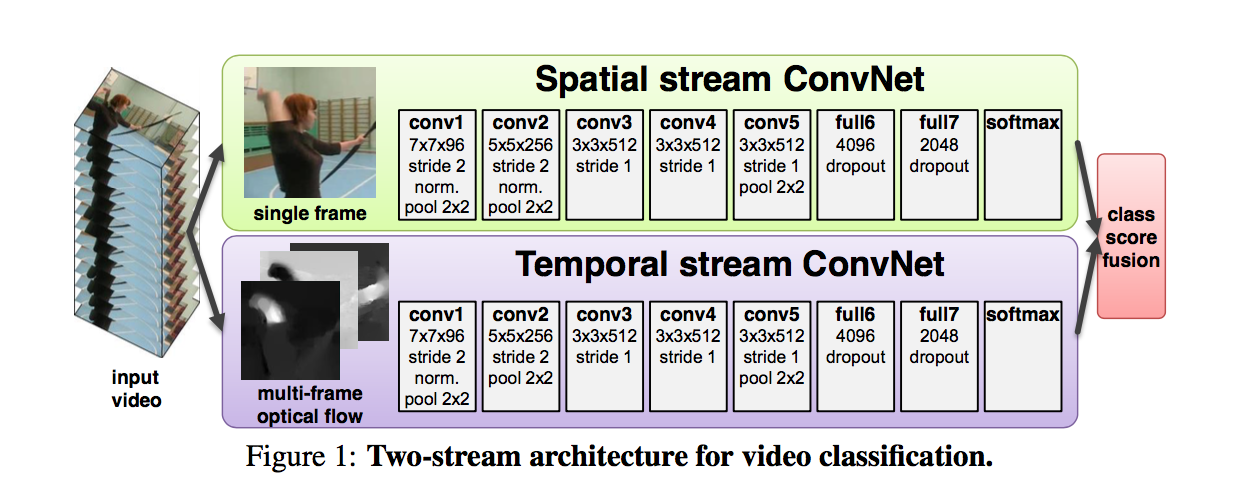 Spatial stream ConvNet
conv1
7x7x96
stride 2
norm.
pool 2x2
conv2
5x5x256
stride 2
norm.
pool 2x2
conv3
3x3x512
stride 1
conv4
3x3x512
stride 1
conv5
3x3x512
stride 1
pool 2x2
full6
4096
dropout
full7
2048
dropout
softmax
single frame
Temporal stream ConvNet
conv1
7x7x96
stride 2
norm.
pool 2x2
conv2
5x5x256
stride 2
pool 2x2
conv3
3x3x512
stride 1
conv4
3x3x512
stride 1
conv5
3x3x512
stride 1
pool 2x2
full6
4096
dropout
full7
2048
dropout
softmax
multi-frame
optical flow
input
video
class
score
fusion
Figure 1: Two-stream architecture for video classification.